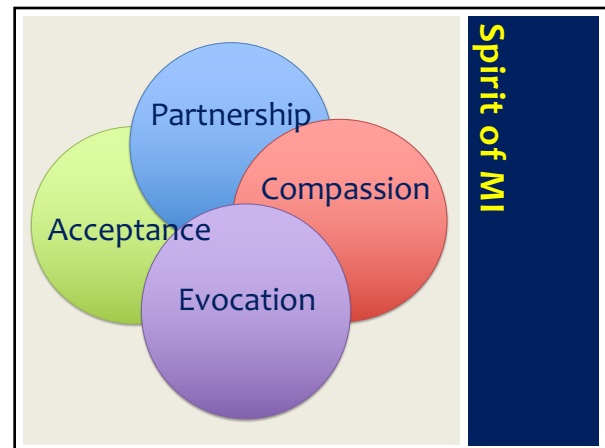 Spirit of MI
Partnership
Compassion
Acceptance
Evocation